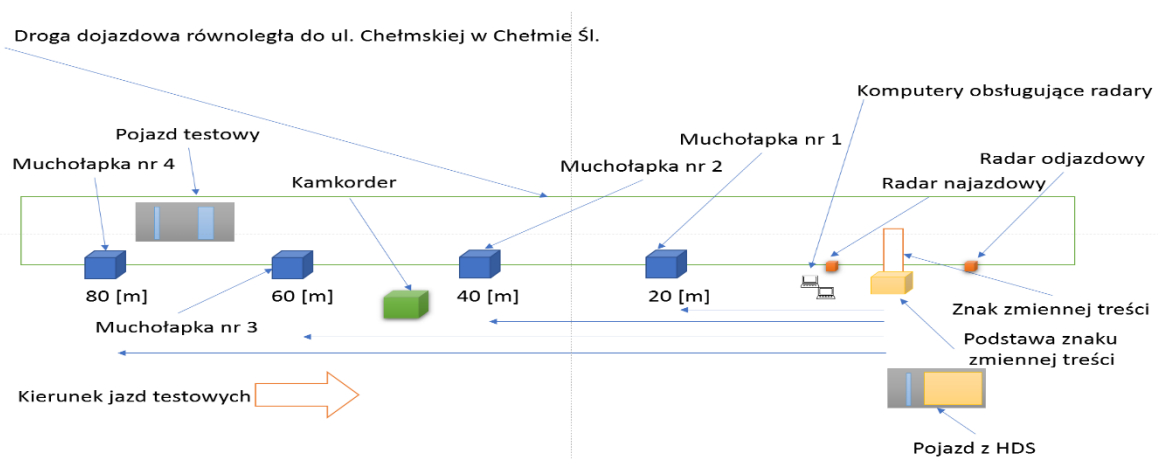 Droga dojazdowa równoległa do ul. Chełmskiej w Chełmie Śl.
Komputery obsługujące radary
Pojazd testowy
Muchołapka nr 1
Muchołapka nr 4
Muchołapka nr 2
Radar odjazdowy
Kamkorder
Radar najazdowy
80 [m]
60 [m]
40 [m]
20 [m]
Znak zmiennej treści
Muchołapka nr 3
Podstawa znaku
zmiennej treści
Kierunek jazd testowych
Pojazd z HDS